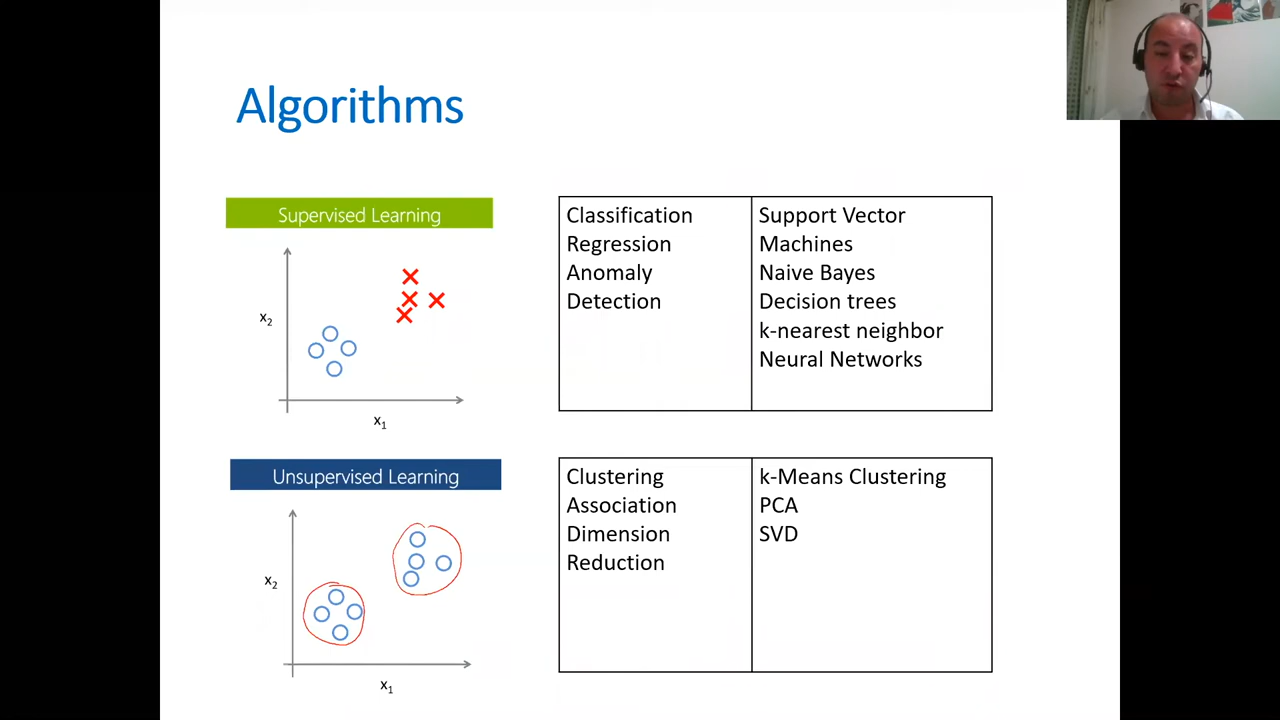 Algorithms
Supervised Learning
x2
x1
Classification
Regression
Anomaly
Detection
Support Vector
Machines
Naive Bayes
Decision trees
k-nearest neighbor
Neural Networks
Unsupervised Learning
x2
x1
Clustering
Association
Dimension
Reduction
k-Means Clustering
PCA
SVD